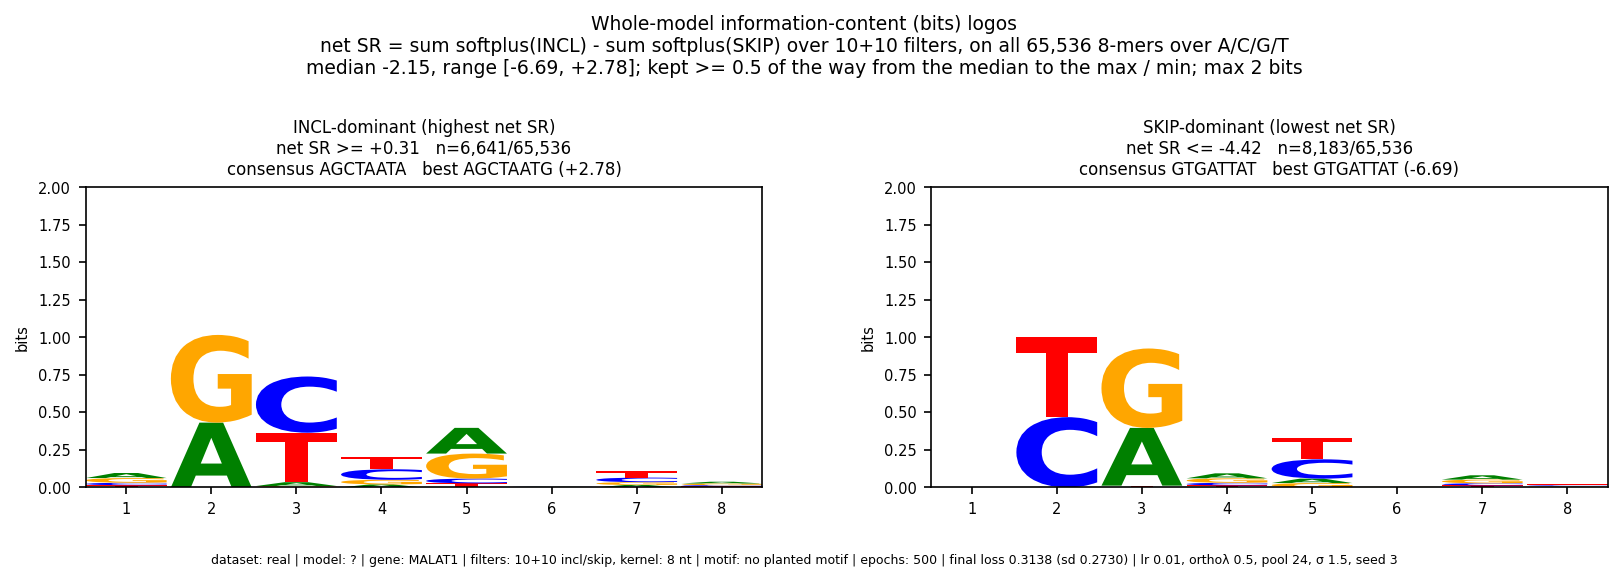 Whole-model information-content (bits) logos
net SR = sum softplus(INCL) - sum softplus(SKIP) over 10+10 filters, on all 65,536 8-mers over A/C/G/T
median -2.15, range [-6.69, +2.78]; kept >= 0.5 of the way from the median to the max / min; max 2 bits
INCL-dominant (highest net SR)
net SR >= +0.31   n=6,641/65,536
consensus AGCTAATA   best AGCTAATG (+2.78)
2.00
1.75
1.50
1.25
1.00
0.75
0.50
0.25
0.00
bits
1 2 3 4 5 6 7 8
SKIP-dominant (lowest net SR)
net SR <= -4.42   n=8,183/65,536
consensus GTGATTAT   best GTGATTAT (-6.69)
2.00
1.75
1.50
1.25
1.00
0.75
0.50
0.25
0.00
bits
1 2 3 4 5 6 7 8
dataset: real | model: ? | gene: MALAT1 | filters: 10+10 incl/skip, kernel: 8 nt | motif: no planted motif | epochs: 500 | final loss 0.3138 (sd 0.2730) | lr 0.01, orthoλ 0.5, pool 24, σ 1.5, seed 3